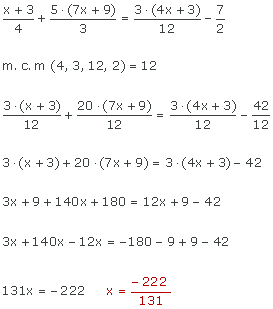 (x + 3)/4 + 5 · (7x + 9)/3 = 3 · (4x + 3)/12 − 7/2
m. c. m (4, 3, 12, 2) = 12
3 · (x + 3)/12 + 20 · (7x + 9)/12 = 3 · (4x + 3)/12 − 42/12
3 · (x + 3) + 20 · (7x + 9) = 3 · (4x + 3) − 42
3x + 9 + 140x + 180 = 12x + 9 − 42
3x + 140x − 12x = −180 − 9 + 9 − 42
131x = −222 x = −222/131